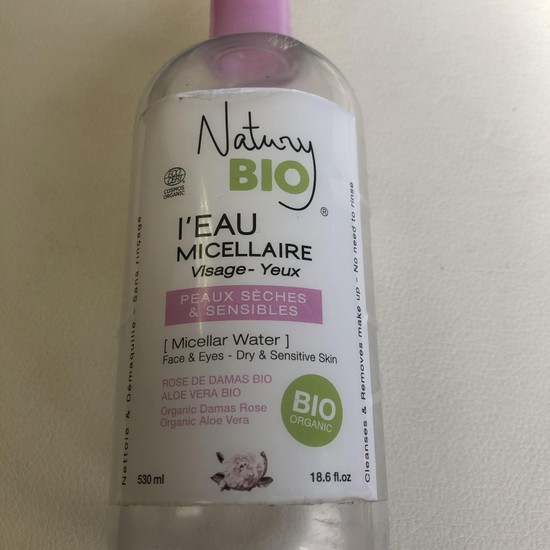 Natury
BIO
®
ECO
CERT
COSMOS
ORGANIC
l'EAU
MICELLAIRE
Visage - Yeux
PEAUX SÈCHES
& SENSIBLES
[ Micellar Water ]
Face & Eyes - Dry & Sensitive Skin
ROSE DE DAMAS BIO
ALOE VERA BIO
Organic Damas Rose
Organic Aloe Vera
BIO
ORGANIC
530 ml
18.6 fl.oz
Nettoie & Démaquille - Sans rinçage
Cleanses & Removes make up - No need to rinse